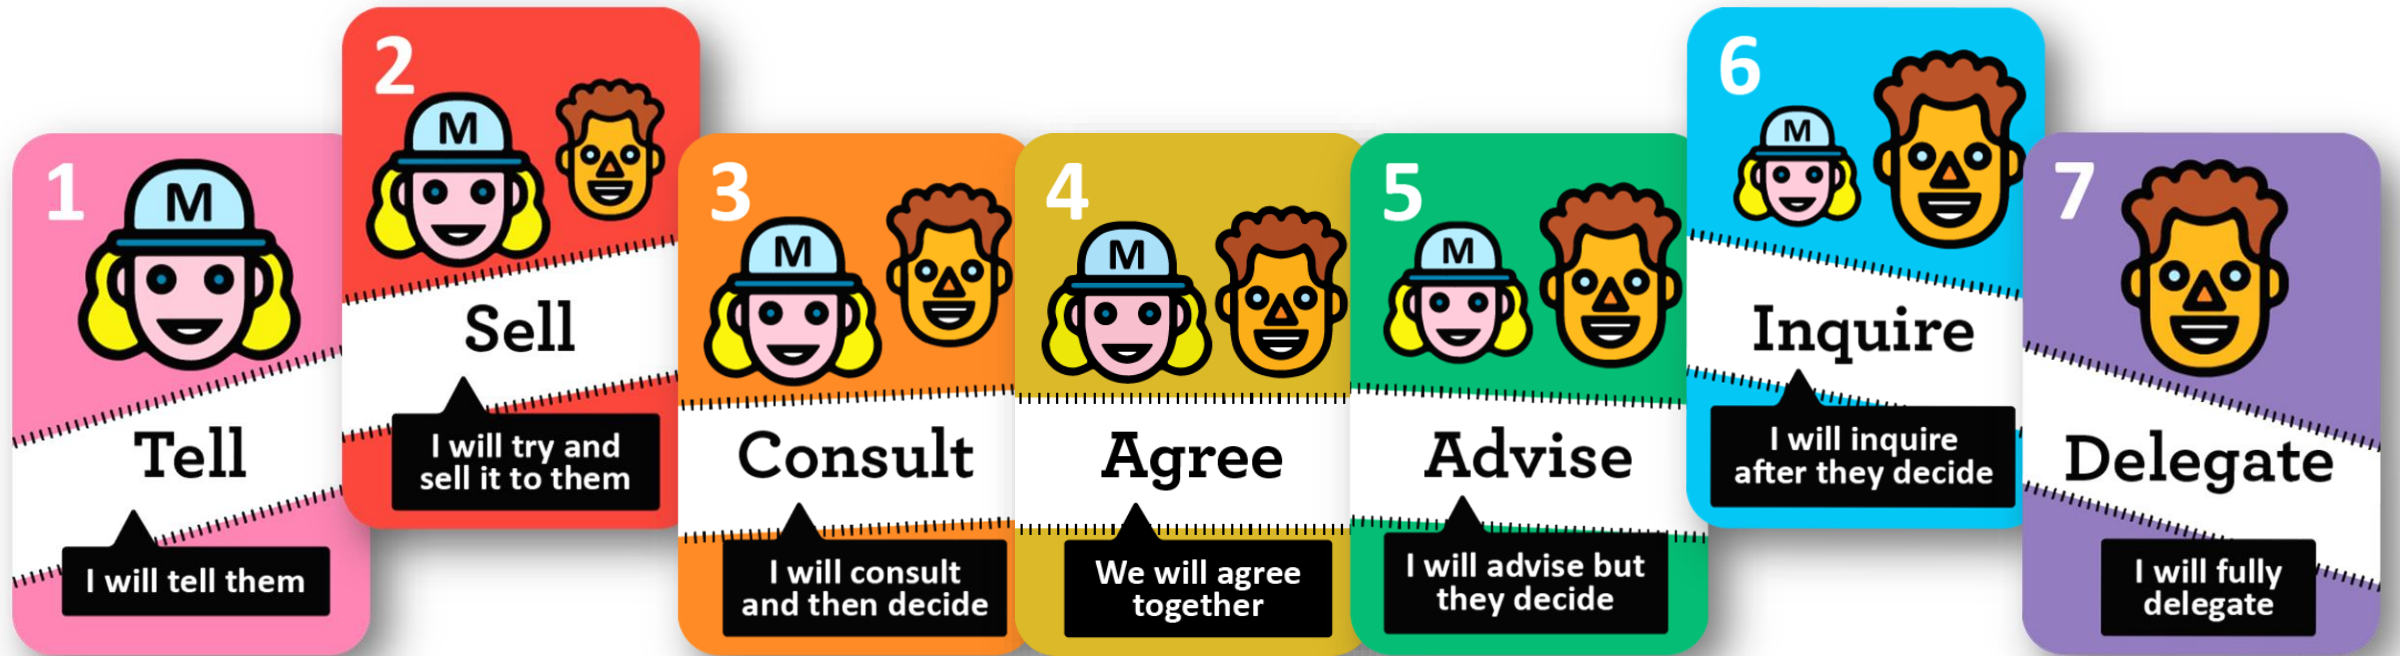 1
M
Tell
I will tell them
2
M
Sell
I will try and
sell it to them
3
M
Consult
I will consult
and then decide
4
M
Agree
We will agree
together
5
M
Advise
I will advise but
they decide
6
M
Inquire
I will inquire
after they decide
7
Delegate
I will fully
delegate